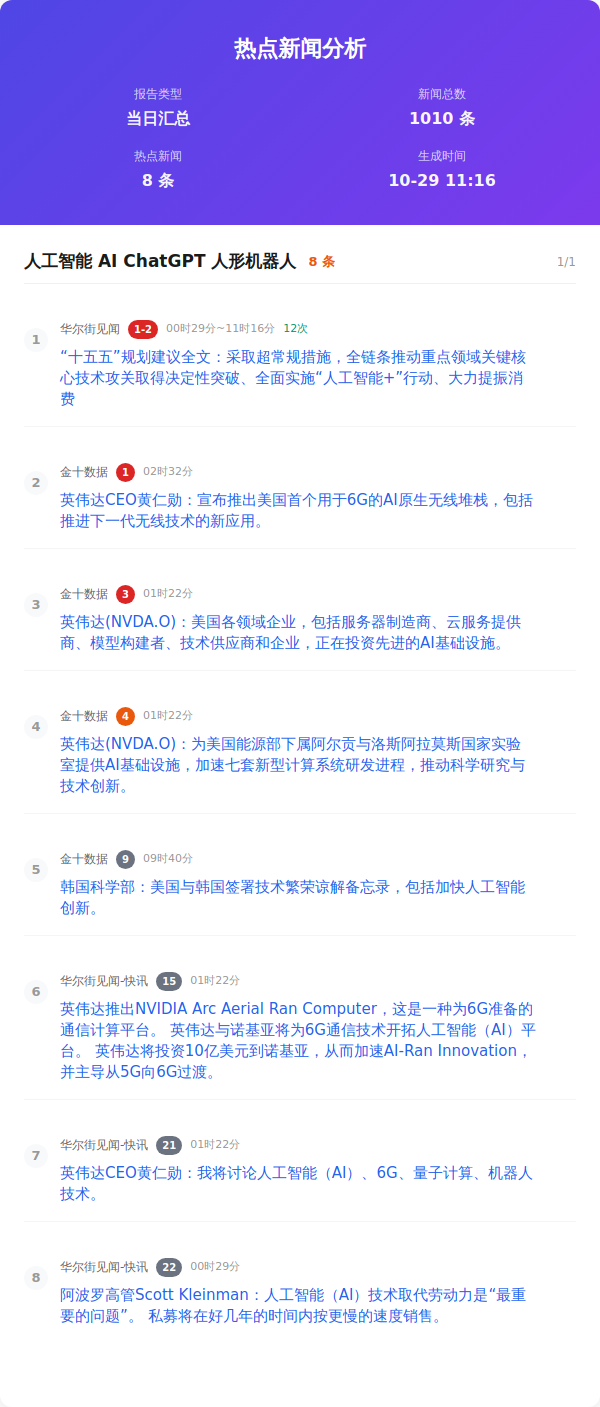 热点新闻分析
报告类型
新闻总数
当日汇总
1010 条
热点新闻
生成时间
8 条
10-29 11:16
人工智能 AI ChatGPT 人形机器人 8 条 1/1
华尔街见闻 1-2 00时29分~11时16分 12次
1
“十五五”规划建议全文：采取超常规措施，全链条推动重点领域关键核
心技术攻关取得决定性突破、全面实施“人工智能+”行动、大力提振消
费
金十数据 1 02时32分
2
英伟达CEO黄仁勋：宣布推出美国首个用于6G的AI原生无线堆栈，包括
推进下一代无线技术的新应用。
金十数据 3 01时22分
3
英伟达(NVDA.O)：美国各领域企业，包括服务器制造商、云服务提供
商、模型构建者、技术供应商和企业，正在投资先进的AI基础设施。
金十数据 4 01时22分
4
英伟达(NVDA.O)：为美国能源部下属阿尔贡与洛斯阿拉莫斯国家实验
室提供AI基础设施，加速七套新型计算系统研发进程，推动科学研究与
技术创新。
金十数据 9 09时40分
5
韩国科学部：美国与韩国签署技术繁荣谅解备忘录，包括加快人工智能
创新。
华尔街见闻-快讯 15 01时22分
6
英伟达推出NVIDIA Arc Aerial Ran Computer，这是一种为6G准备的
通信计算平台。 英伟达与诺基亚将为6G通信技术开拓人工智能（AI）平
台。 英伟达将投资10亿美元到诺基亚，从而加速AI-Ran Innovation，
并主导从5G向6G过渡。
华尔街见闻-快讯 21 01时22分
7
英伟达CEO黄仁勋：我将讨论人工智能（AI）、6G、量子计算、机器人
技术。
华尔街见闻-快讯 22 00时29分
8
阿波罗高管Scott Kleinman：人工智能（AI）技术取代劳动力是“最重
要的问题”。 私募将在好几年的时间内按更慢的速度销售。